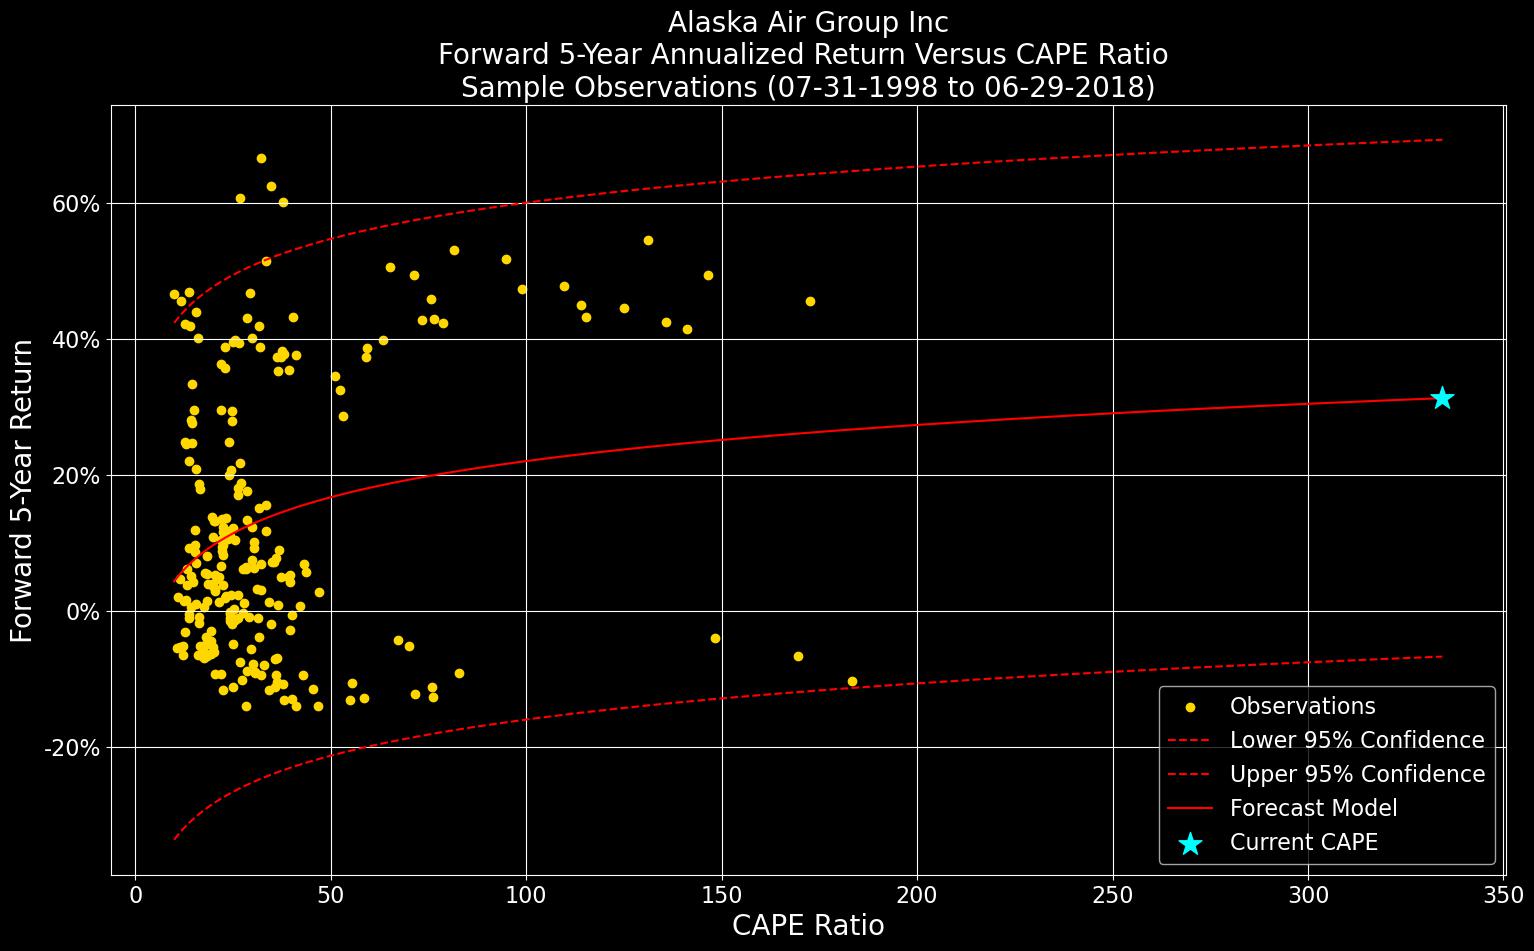 Alaska Air Group Inc
Forward 5-Year Annualized Return Versus CAPE Ratio
Sample Observations (07-31-1998 to 06-29-2018)
Forward 5-Year Return
60%
40%
20%
0%
-20%
Observations
Lower 95% Confidence
Upper 95% Confidence
Forecast Model
Current CAPE
0 50 100 150 200 250 300 350
CAPE Ratio